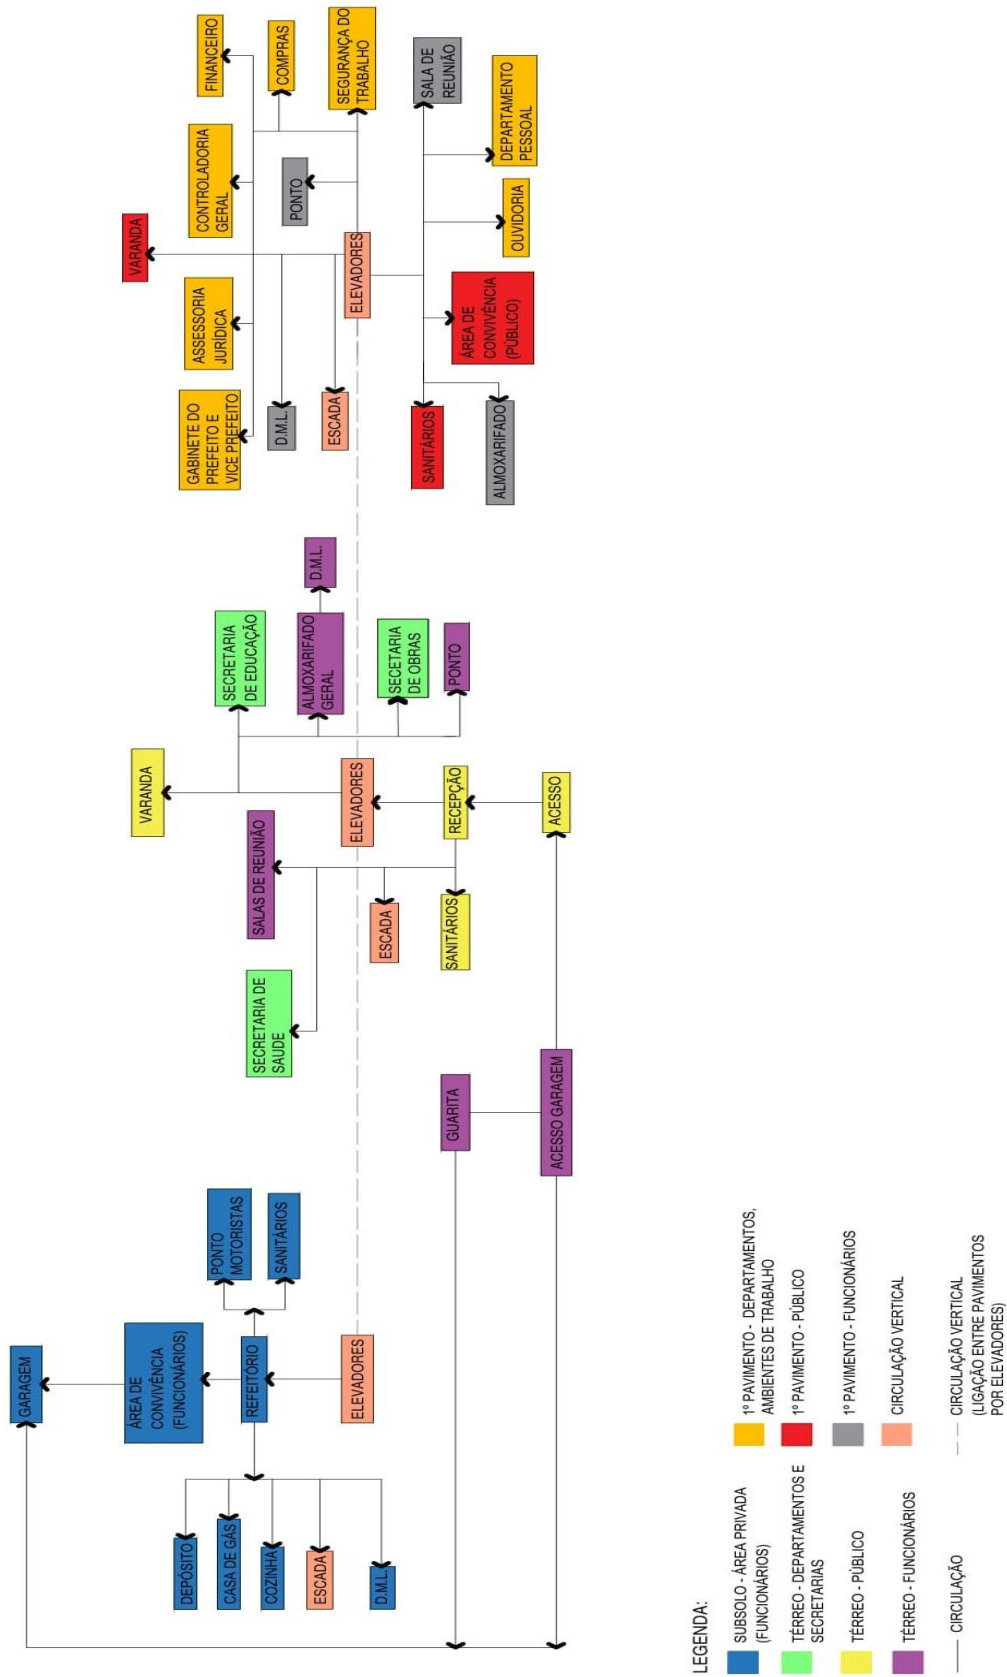 GARAGEM
ÁREA DE
CONVIVÊNCIA
(FUNCIONÁRIOS)
PONTO
MOTORISTAS
SANITÁRIOS
REFEITÓRIO
DEPÓSITO
CASA DE GÁS
COZINHA
ESCADA
D.M.L.
ELEVADORES
GUARITA
ACESSO GARAGEM
VARANDA
SECRETARIA
DE EDUCAÇÃO
SALAS DE REUNIÃO
SECRETARIA DE
SAUDE
ALMOXARIFADO
GERAL
D.M.L.
ELEVADORES
ESCADA
SECETARIA
DE OBRAS
PONTO
RECEPÇÃO
SANITÁRIOS
ACESSO
VARANDA
GABINETE DO
PREFEITO E
VICE PREFEITO
ASSESSORIA
JURÍDICA
CONTROLADORIA
GERAL
FINANCEIRO
D.M.L.
PONTO
COMPRAS
ESCADA
ELEVADORES
SEGURANÇA DO
TRABALHO
SANITÁRIOS
ÁREA DE
CONVIVÊNCIA
(PÚBLICO)
SALA DE
REUNIÃO
ALMOXARIFADO
OUVIDORIA
DEPARTAMENTO
PESSOAL
LEGENDA:
SUBSOLO - ÁREA PRIVADA
(FUNCIONÁRIOS)
TÉRREO - DEPARTAMENTOS E
SECRETARIAS
TÉRREO - PÚBLICO
TÉRREO - FUNCIONÁRIOS
CIRCULAÇÃO
1º PAVIMENTO - DEPARTAMENTOS,
AMBIENTES DE TRABALHO
1º PAVIMENTO - PÚBLICO
1º PAVIMENTO - FUNCIONÁRIOS
CIRCULAÇÃO VERTICAL
CIRCULAÇÃO VERTICAL
(LIGAÇÃO ENTRE PAVIMENTOS
POR ELEVADORES)